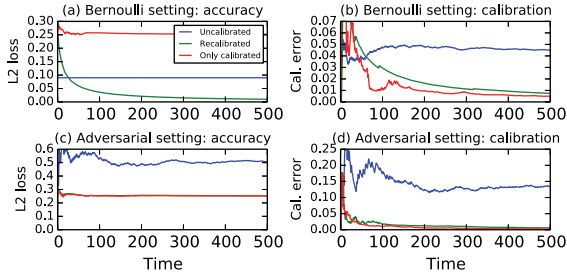 (a) Bernoulli setting: accuracy
(b) Bernoulli setting: calibration
L2 loss
0.30
0.25
0.20
0.15
0.10
0.05
0.00
Uncalibrated
Recalibrated
Only calibrated
0 100 200 300 400 500
Cal. error
0.07
0.06
0.05
0.04
0.03
0.02
0.01
0.00
0 100 200 300 400 500
(c) Adversarial setting: accuracy
(d) Adversarial setting: calibration
L2 loss
0.6
0.5
0.4
0.3
0.2
0.1
0.0
0 100 200 300 400 500
Time
Cal. error
0.25
0.20
0.15
0.10
0.05
0.00
0 100 200 300 400 500
Time